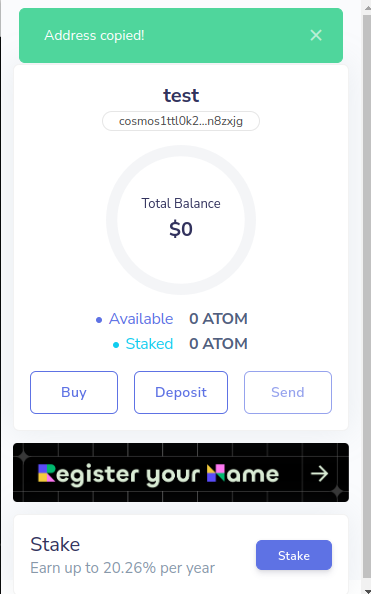 Address copied!
test
cosmos1ttl0k2...n8zxjg
Total Balance
$0
Available 0 ATOM
Staked 0 ATOM
Buy Deposit Send
Register your Name
Stake
Earn up to 20.26% per year
Stake